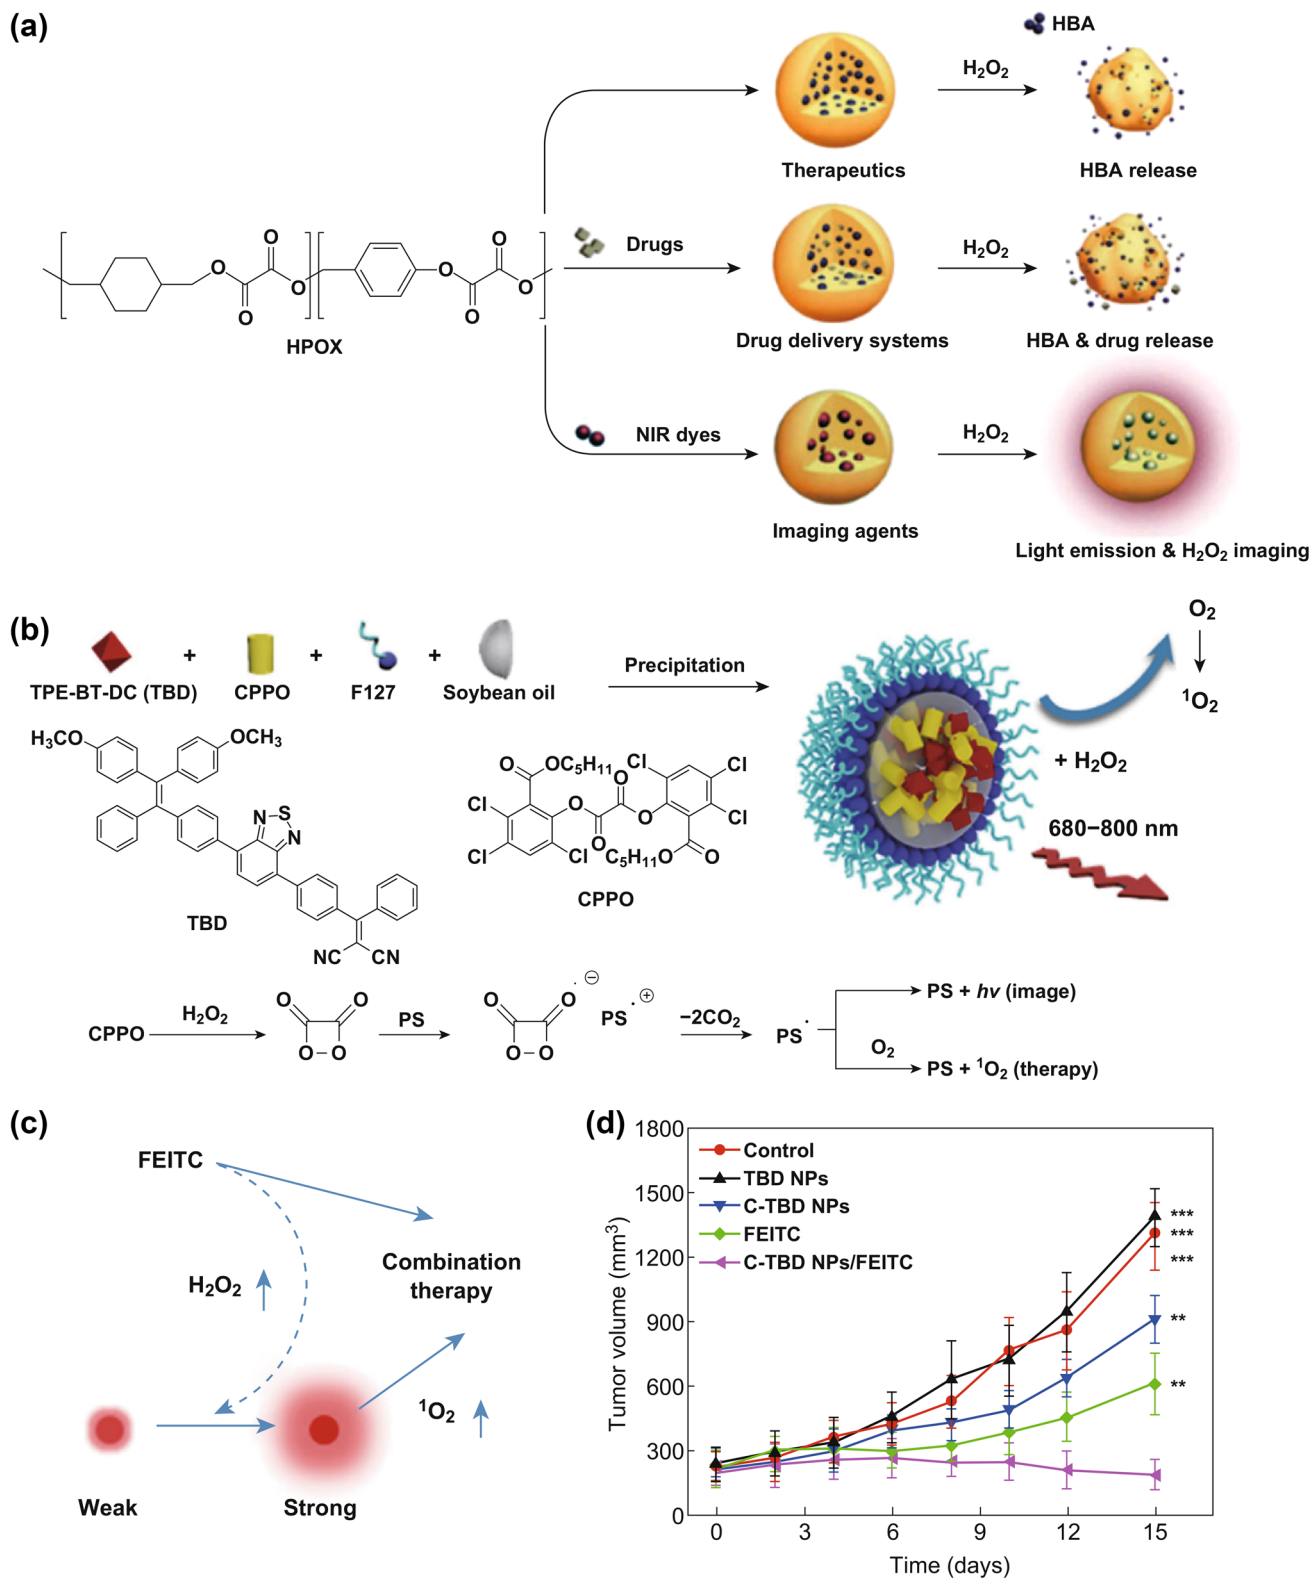 (a)
HBA
H₂O₂
Therapeutics
HBA release
Drugs
H₂O₂
O
O
O
O
O
O
O
O
HPOX
Drug delivery systems
HBA & drug release
NIR dyes
H₂O₂
Imaging agents
Light emission & H₂O₂ imaging
(b)
+ + +
TPE-BT-DC (TBD) CPPO F127 Soybean oil
Precipitation
O₂
¹O₂
+ H₂O₂
680–800 nm
H₃CO
OCH₃
N S N
NC CN
TBD
O
OC₅H₁₁
Cl
Cl
O
Cl
O
O
O
Cl
Cl
Cl
C₅H₁₁O
O
CPPO
CPPO
H₂O₂
O O
O–O
PS
O O
· ⊖
O–O
PS· ⊕
−2CO₂
PS·
PS + hv (image)
O₂
PS + ¹O₂ (therapy)
(c)
FEITC
H₂O₂
Combination
therapy
¹O₂
Weak
Strong
(d)
Control
TBD NPs
C-TBD NPs
FEITC
C-TBD NPs/FEITC
Tumor volume (mm³)
1800
1500
1200
900
600
300
0
***
***
***
**
**
0 3 6 9 12 15
Time (days)